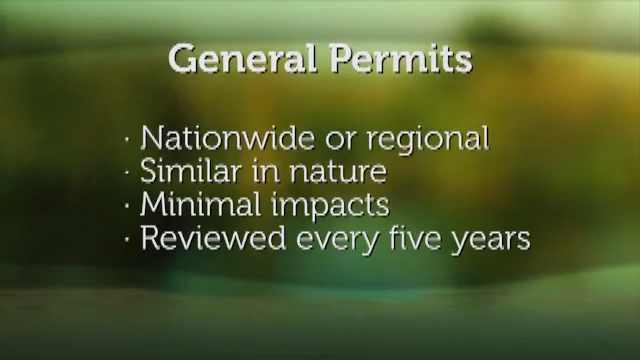 General Permits
· Nationwide or regional
· Similar in nature
· Minimal impacts
· Reviewed every five years